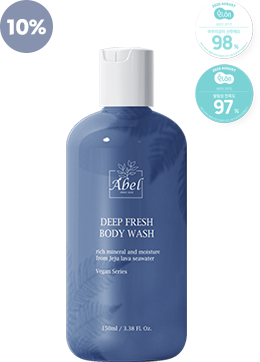 10%
98%
97%
Abel
DEEP FRESH
BODY WASH
rich mineral and moisture
from Jeju lava seawater
Vegan Series
150ml / 3.38 Fl. Oz.